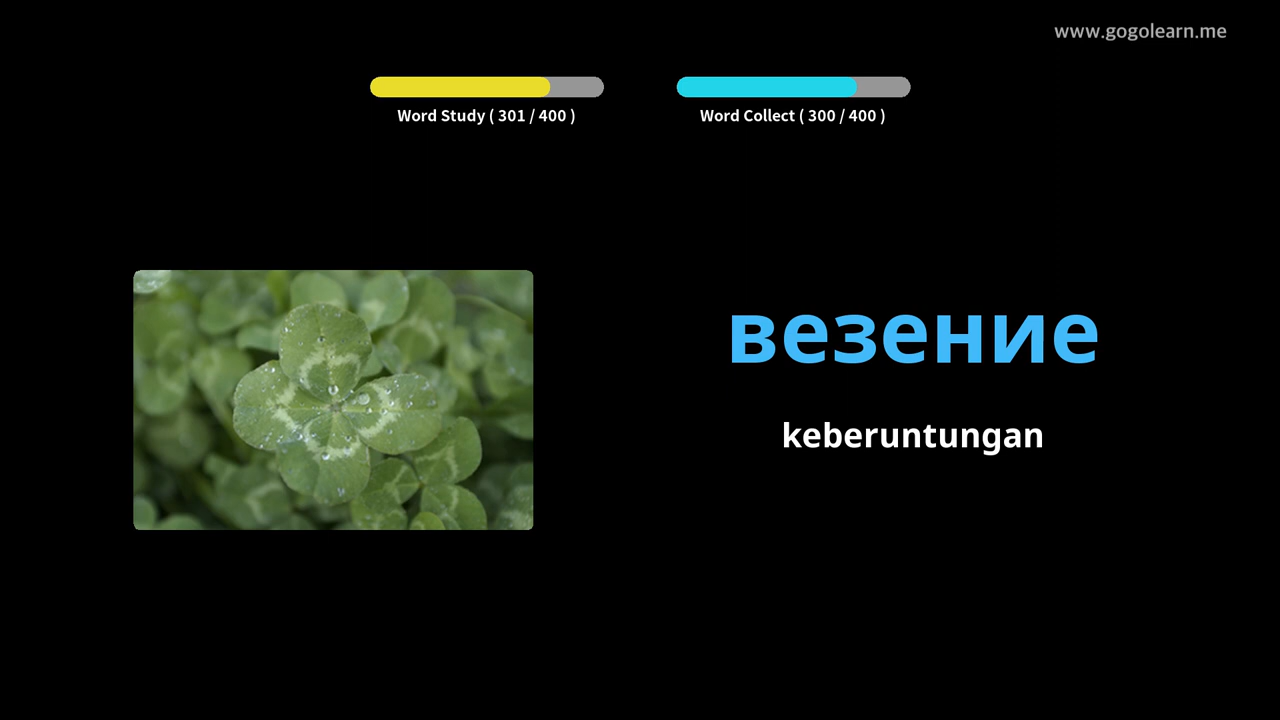 www.gogolearn.me
Word Study ( 301 / 400 )
Word Collect ( 300 / 400 )
везение
keberuntungan